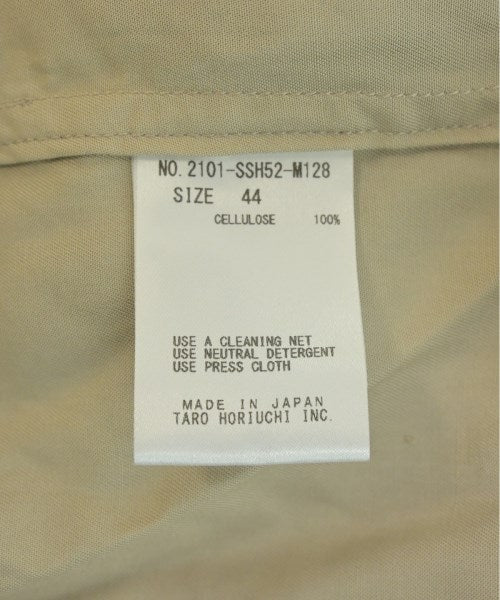 NO. 2101-SSH52-M128
SIZE 44
CELLULOSE 100%
USE A CLEANING NET
USE NEUTRAL DETERGENT
USE PRESS CLOTH
MADE IN JAPAN
TARO HORIUCHI INC.